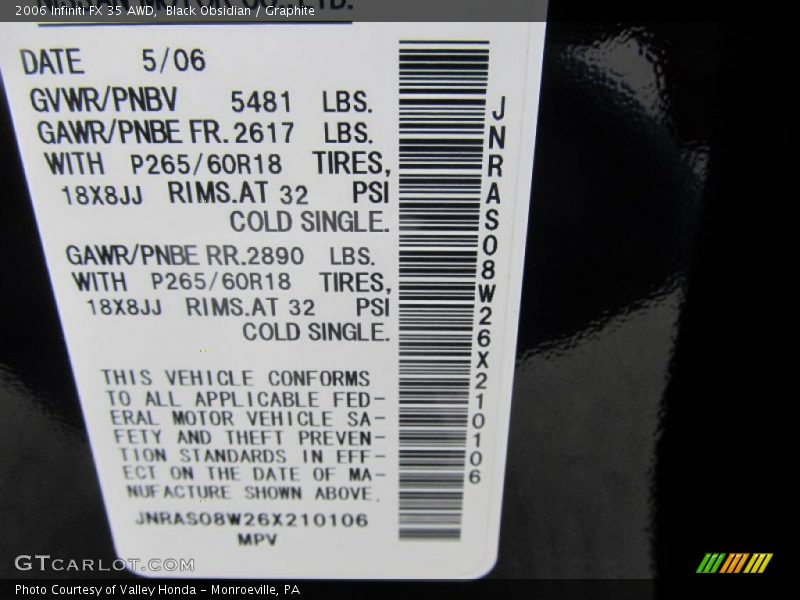 2006 Infiniti FX 35 AWD, Black Obsidian / Graphite
DATE 5/06
GVWR/PNBV 5481 LBS.
GAWR/PNBE FR. 2617 LBS.
WITH P265/60R18 TIRES,
18X8JJ RIMS.AT 32 PSI
COLD SINGLE.
GAWR/PNBE RR. 2890 LBS.
WITH P265/60R18 TIRES,
18X8JJ RIMS.AT 32 PSI
COLD SINGLE.
THIS VEHICLE CONFORMS
TO ALL APPLICABLE FED-
ERAL MOTOR VEHICLE SA-
FETY AND THEFT PREVEN-
TION STANDARDS IN EFF-
ECT ON THE DATE OF MA-
NUFACTURE SHOWN ABOVE.
JNRAS08W26X210106
MPV
JNRAS08W26X210106
GTcarlot.com
Photo Courtesy of Valley Honda - Monroeville, PA